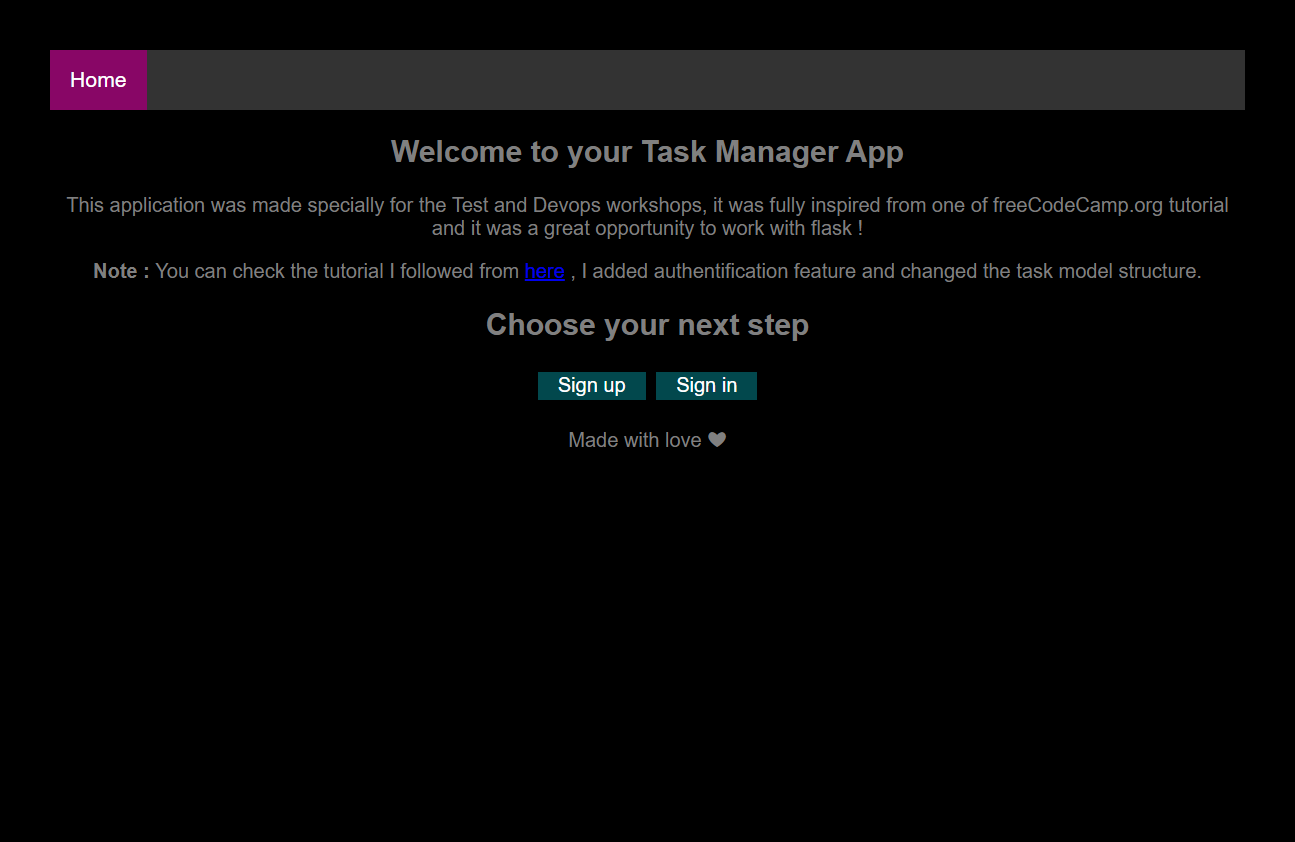 Home
Welcome to your Task Manager App
This application was made specially for the Test and Devops workshops, it was fully inspired from one of freeCodeCamp.org tutorial
and it was a great opportunity to work with flask !
Note : You can check the tutorial I followed from here , I added authentification feature and changed the task model structure.
Choose your next step
Sign up Sign in
Made with love ❤